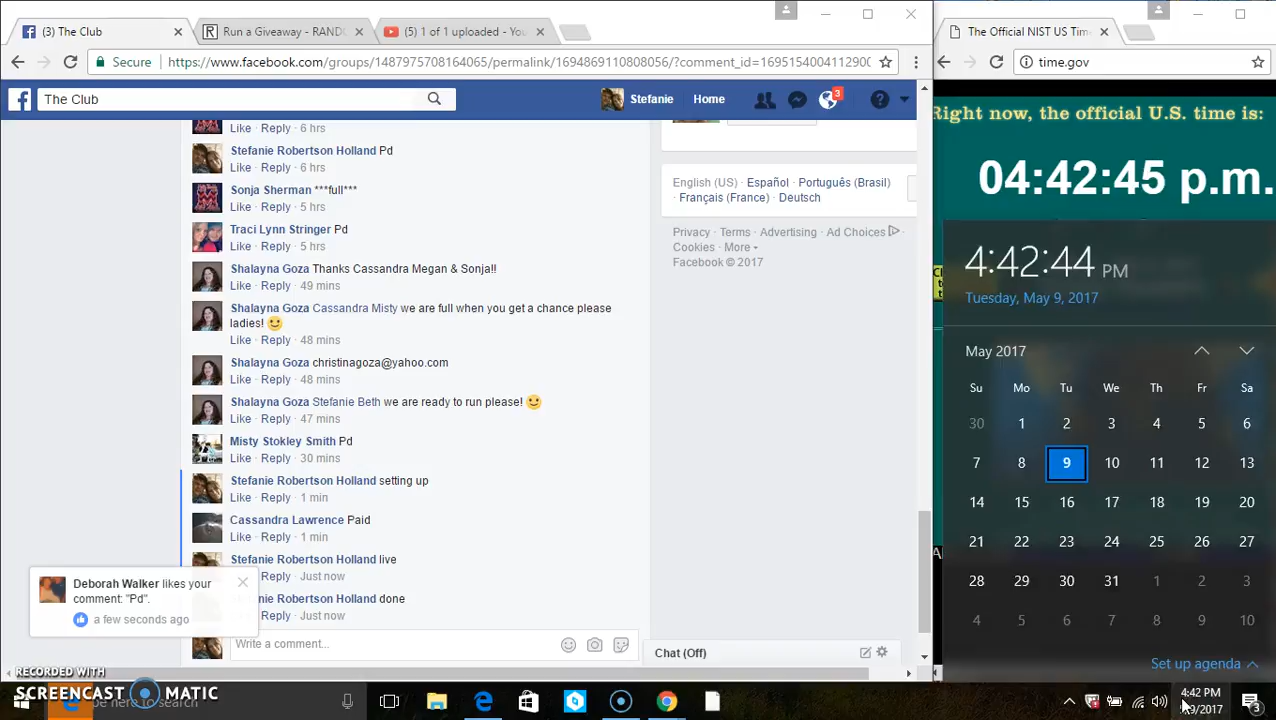 (3) The Club
Run a Giveaway - RAND
(5) 1 of 1 uploaded - You
The Official NIST US Tim
Secure
https://www.facebook.com/groups/1487975708164065/permalink/1694869110808056/?comment_id=169515400411290
time.gov
The Club
Stefanie
Home
3
Right now, the official U.S. time is:
04:42:45 p.m.
Like · Reply · 6 hrs
Stefanie Robertson Holland Pd
Like · Reply · 6 hrs
Sonja Sherman ***full***
Like · Reply · 5 hrs
Traci Lynn Stringer Pd
Like · Reply · 5 hrs
Shalayna Goza Thanks Cassandra Megan & Sonja!!
Like · Reply · 49 mins
Shalayna Goza Cassandra Misty we are full when you get a chance please
ladies!
Like · Reply · 48 mins
Shalayna Goza christinagoza@yahoo.com
Like · Reply · 48 mins
Shalayna Goza Stefanie Beth we are ready to run please!
Like · Reply · 47 mins
Misty Stokley Smith Pd
Like · Reply · 30 mins
Stefanie Robertson Holland setting up
Like · Reply · 1 min
Cassandra Lawrence Paid
Like · Reply · 1 min
Stefanie Robertson Holland live
Reply · Just now
Robertson Holland done
Reply · Just now
Write a comment...
Deborah Walker likes your
comment: "Pd".
a few seconds ago
English (US) · Español · Português (Brasil)
· Français (France) · Deutsch
Privacy · Terms · Advertising · Ad Choices ·
Cookies · More
Facebook © 2017
Chat (Off)
4:42:44 PM
Tuesday, May 9, 2017
May 2017
Su Mo Tu We Th Fr Sa
30 1 2 3 4 5 6
7 8 9 10 11 12 13
14 15 16 17 18 19 20
21 22 23 24 25 26 27
28 29 30 31 1 2 3
4 5 6 7 8 9 10
Set up agenda
RECORDED WITH
SCREENCAST MATIC
here to search
4:42 PM
/9/2017
3